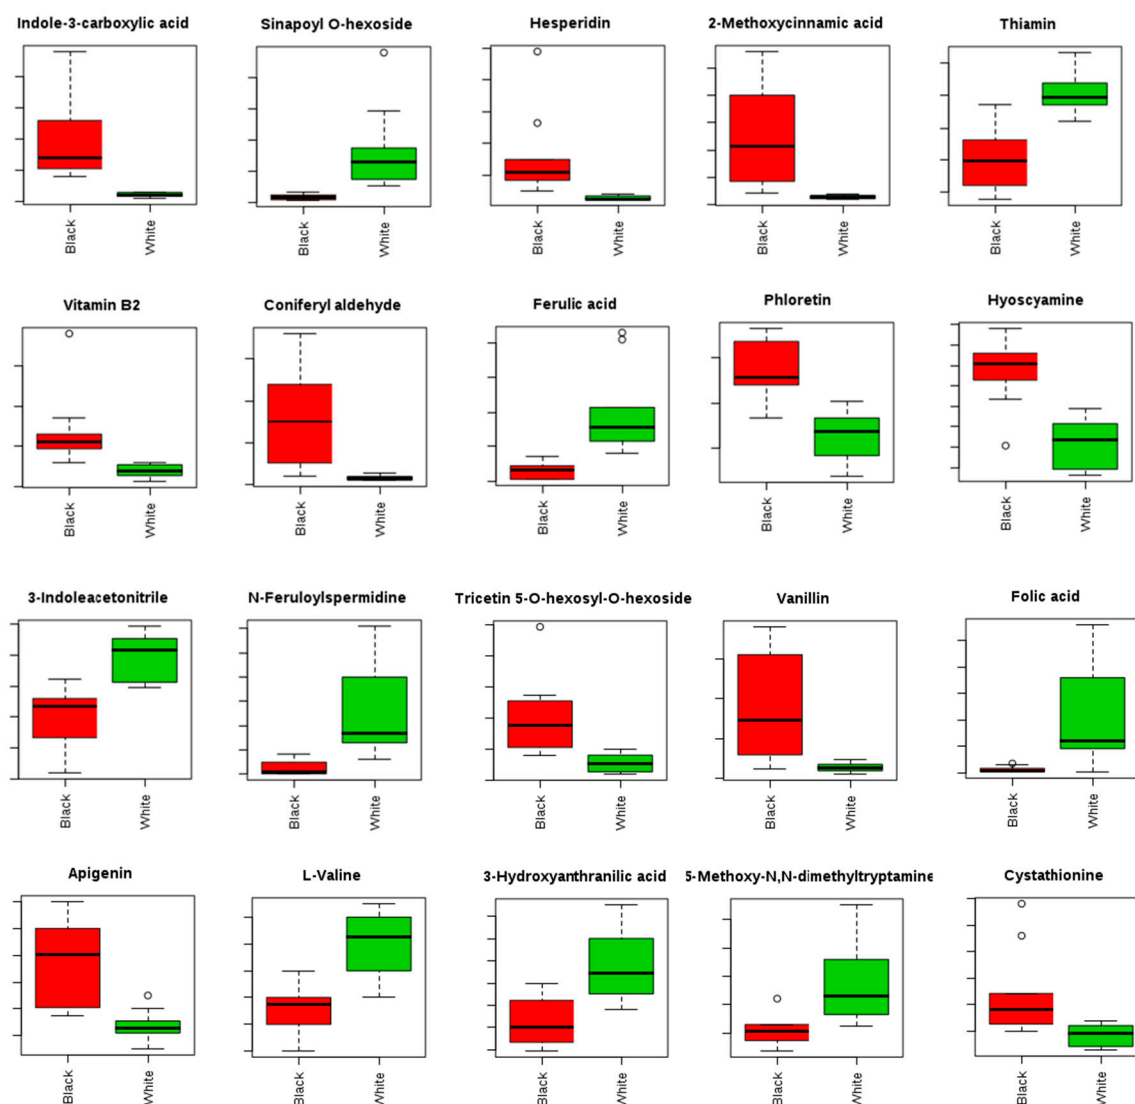 Indole-3-carboxylic acid
Sinapoyl O-hexoside
Hesperidin
2-Methoxycinnamic acid
Thiamin
Black
White
Black
White
Black
White
Black
White
Black
White
Vitamin B2
Coniferyl aldehyde
Ferulic acid
Phloretin
Hyoscyamine
Black
White
Black
White
Black
White
Black
White
Black
White
3-Indoleacetonitrile
N-Feruloylspermidine
Tricetin 5-O-hexosyl-O-hexoside
Vanillin
Folic acid
Black
White
Black
White
Black
White
Black
White
Black
White
Apigenin
L-Valine
3-Hydroxyanthranilic acid
5-Methoxy-N,N-dimethyltryptamine
Cystathionine
Black
White
Black
White
Black
White
Black
White
Black
White